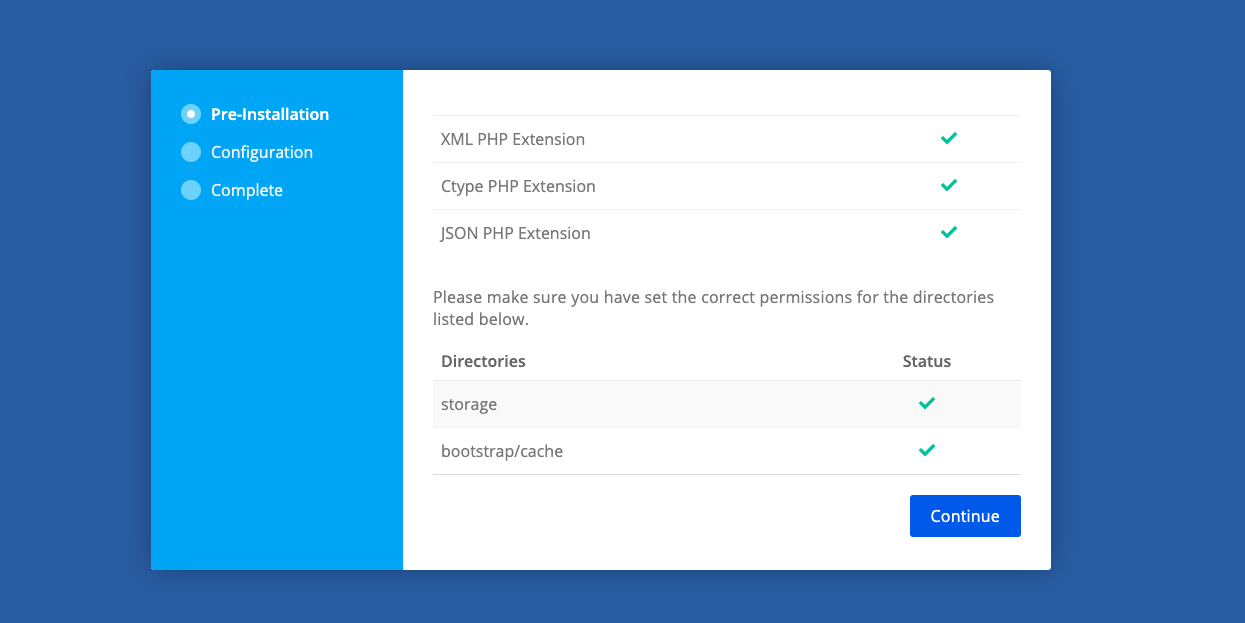 Pre-Installation
Configuration
Complete
XML PHP Extension
Ctype PHP Extension
JSON PHP Extension
Please make sure you have set the correct permissions for the directories
listed below.
Directories Status
storage
bootstrap/cache
Continue